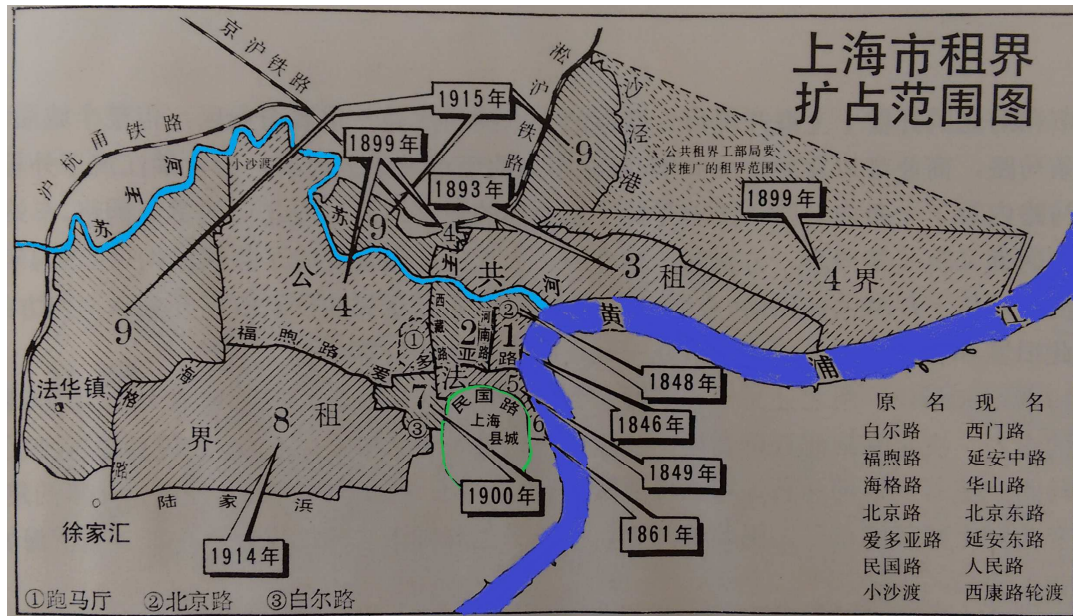 上海市租界
扩占范围图
京沪铁路
淞沪铁路
沙泾港
沪杭甬铁路
1915年
1899年
1893年
1899年
公共租界工部局要
求推广的租界范围
小沙渡
苏州河
苏州河
9
9
9
4
4
3
4
公共租界
2
1
②
①
西藏路
河南路
福煦路
爱多亚路
黄浦江
法华镇
海格路
法租界
8
7
5
6
③
民国路
上海
县城
陆家浜
徐家汇
1848年
1846年
1849年
1861年
1900年
1914年
原名 现名
白尔路 西门路
福煦路 延安中路
海格路 华山路
北京路 北京东路
爱多亚路 延安东路
民国路 人民路
小沙渡 西康路轮渡
①跑马厅 ②北京路 ③白尔路